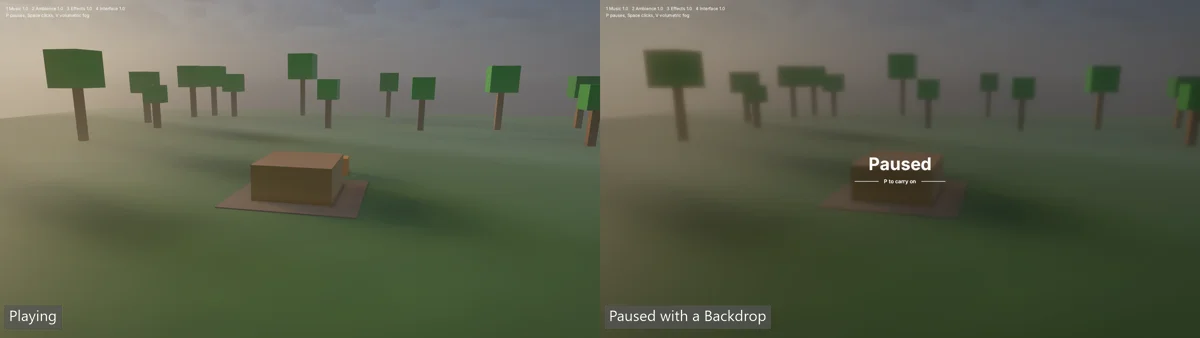 1 Music 1.0 2 Ambience 1.0 3 Effects 1.0 4 Interface 1.0
P pauses, Space clicks, V volumetric fog
Playing
1 Music 1.0 2 Ambience 1.0 3 Effects 1.0 4 Interface 1.0
P pauses, Space clicks, V volumetric fog
Paused
P to carry on
Paused with a Backdrop